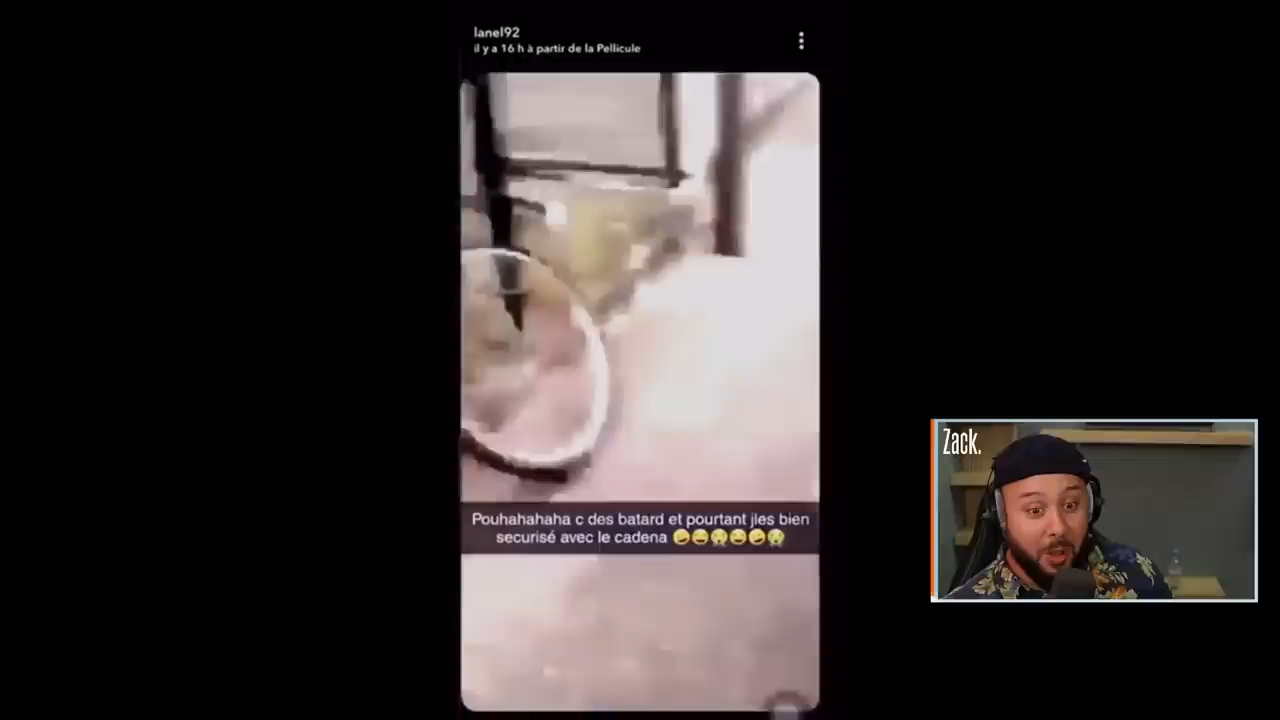 lanel92
il y a 16 h à partir de la Pellicule
Pouhahahaha c des batard et pourtant jles bien
securisé avec le cadena 🤣😂😭😂🤣😭
Zack.